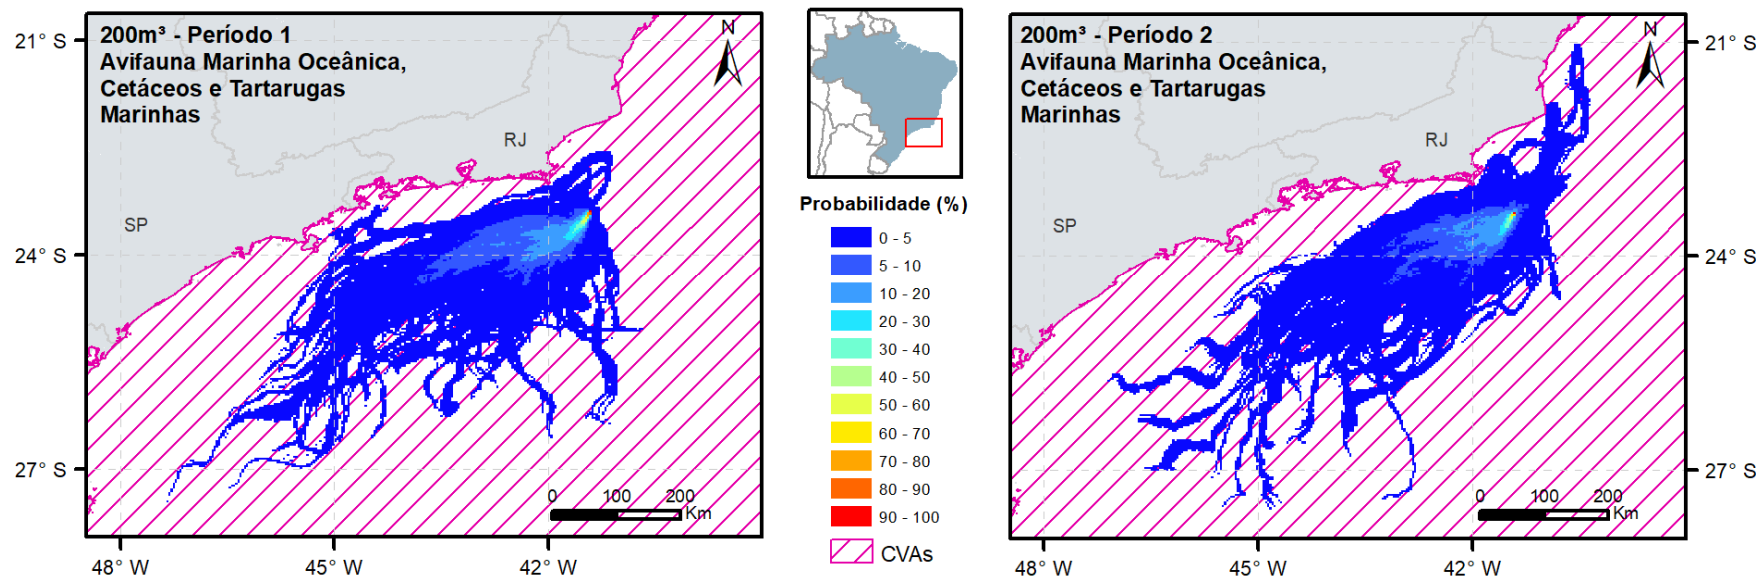 200m³ - Período 1
Avifauna Marinha Oceânica,
Cetáceos e Tartarugas
Marinhas
N
RJ
SP
21° S
24° S
27° S
0 100 200
Km
48° W
45° W
42° W
Probabilidade (%)
0 - 5
5 - 10
10 - 20
20 - 30
30 - 40
40 - 50
50 - 60
60 - 70
70 - 80
80 - 90
90 - 100
CVAs
200m³ - Período 2
Avifauna Marinha Oceânica,
Cetáceos e Tartarugas
Marinhas
N
RJ
SP
21° S
24° S
27° S
0 100 200
Km
48° W
45° W
42° W